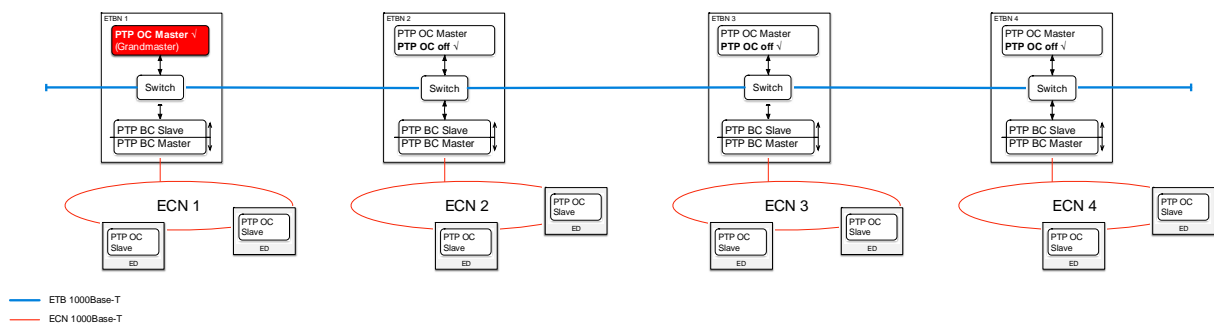 ETBN 1
PTP OC Master √
(Grandmaster)
Switch
PTP BC Slave
PTP BC Master
ECN 1
PTP OC
Slave
ED
PTP OC
Slave
ED
ETBN 2
PTP OC Master
PTP OC off √
Switch
PTP BC Slave
PTP BC Master
ECN 2
PTP OC
Slave
ED
PTP OC
Slave
ED
ETBN 3
PTP OC Master
PTP OC off √
Switch
PTP BC Slave
PTP BC Master
ECN 3
PTP OC
Slave
ED
PTP OC
Slave
ED
ETBN 4
PTP OC Master
PTP OC off √
Switch
PTP BC Slave
PTP BC Master
ECN 4
PTP OC
Slave
ED
PTP OC
Slave
ED
ETB 1000Base-T
ECN 1000Base-T